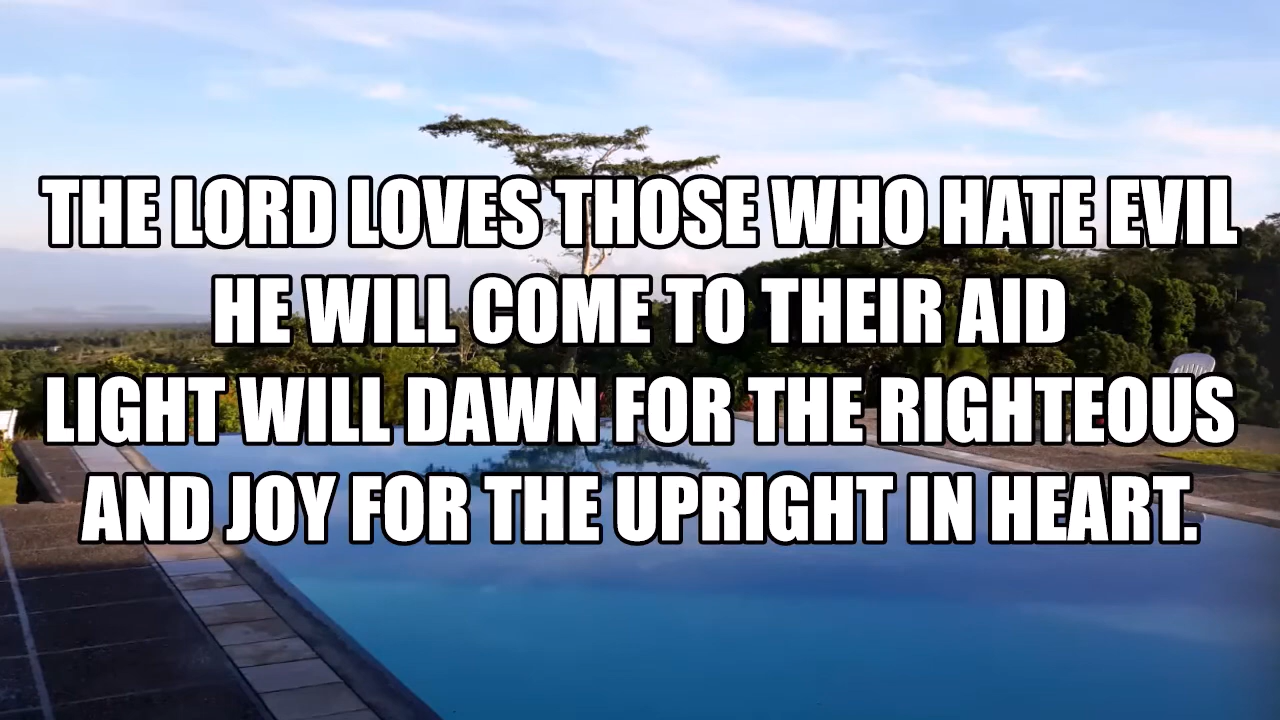 THE LORD LOVES THOSE WHO HATE EVIL
HE WILL COME TO THEIR AID
LIGHT WILL DAWN FOR THE RIGHTEOUS
AND JOY FOR THE UPRIGHT IN HEART.